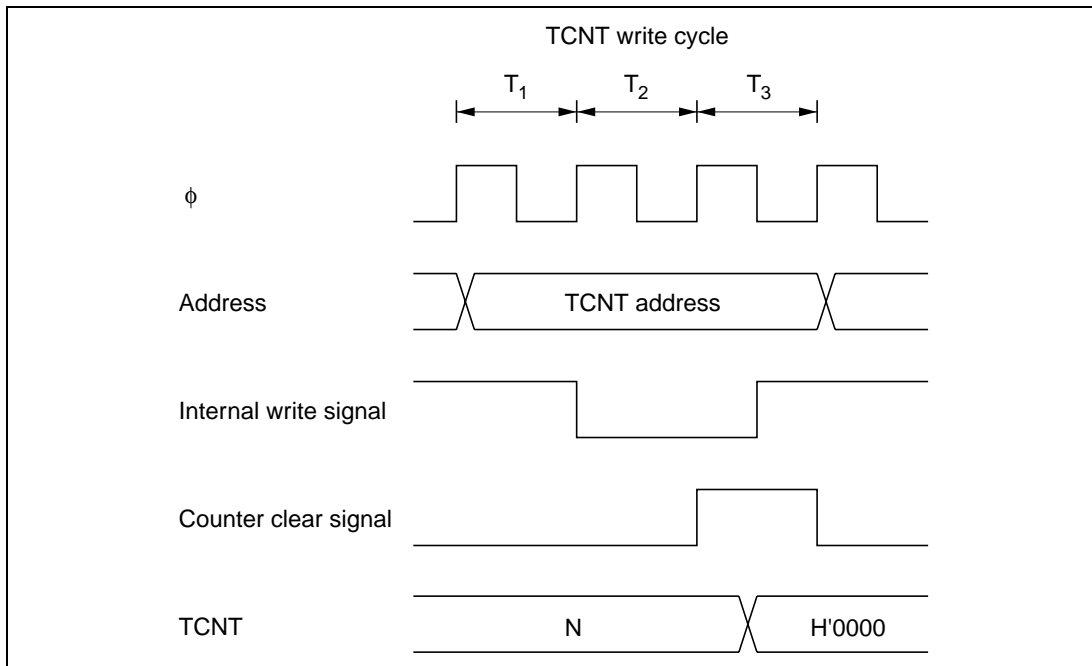 TCNT write cycle
T1 T2 T3
φ
Address
TCNT address
Internal write signal
Counter clear signal
TCNT
N
H'0000